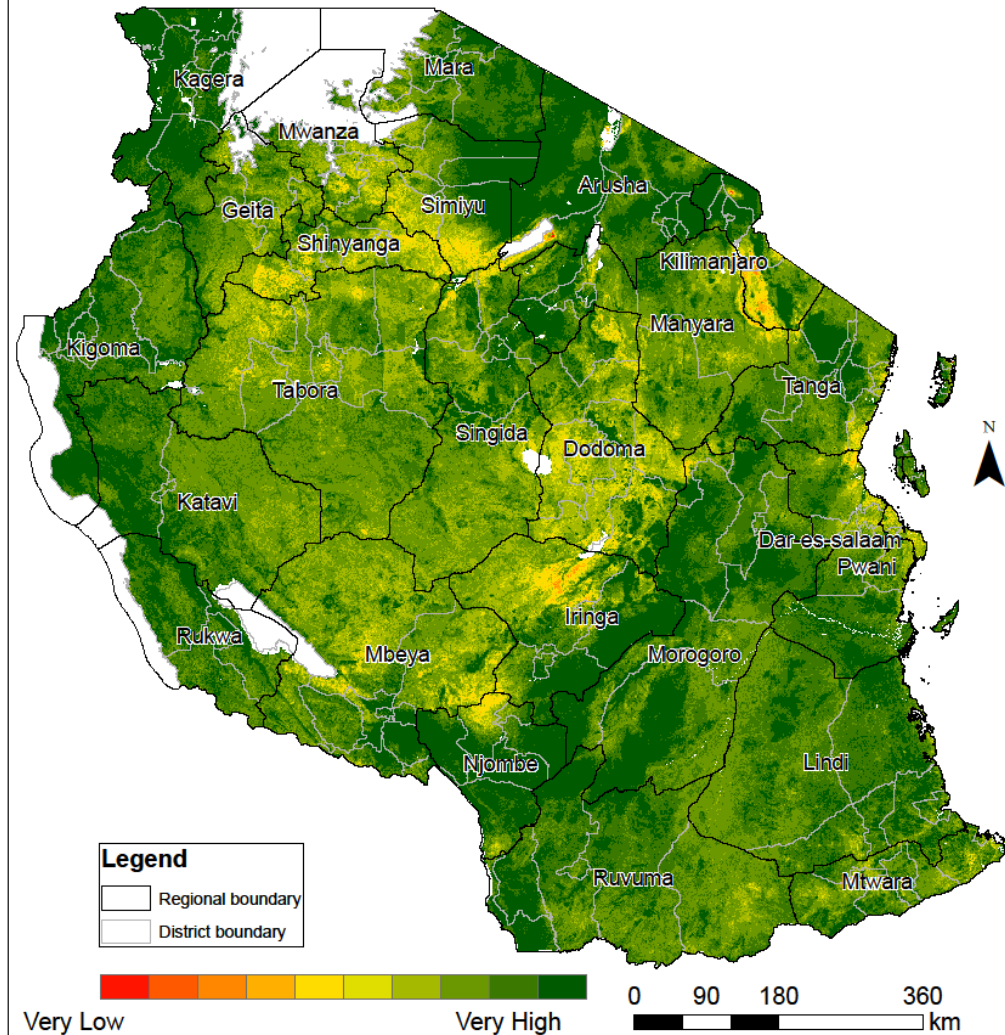 Kagera
Mara
Mwanza
Arusha
Geita
Simiyu
Shinyanga
Kilimanjaro
Manyara
Kigoma
Tabora
Tanga
Singida
Dodoma
N
Katavi
Dar-es-salaam
Pwani
Iringa
Rukwa
Mbeya
Morogoro
Njombe
Lindi
Ruvuma
Mtwara
Legend
Regional boundary
District boundary
Very Low
Very High
0 90 180 360
km